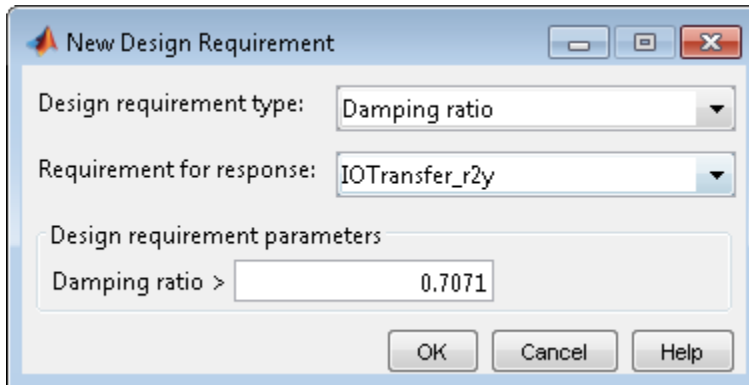 New Design Requirement
Design requirement type: Damping ratio
Requirement for response: IOTransfer_r2y
Design requirement parameters
Damping ratio > 0.7071
OK Cancel Help